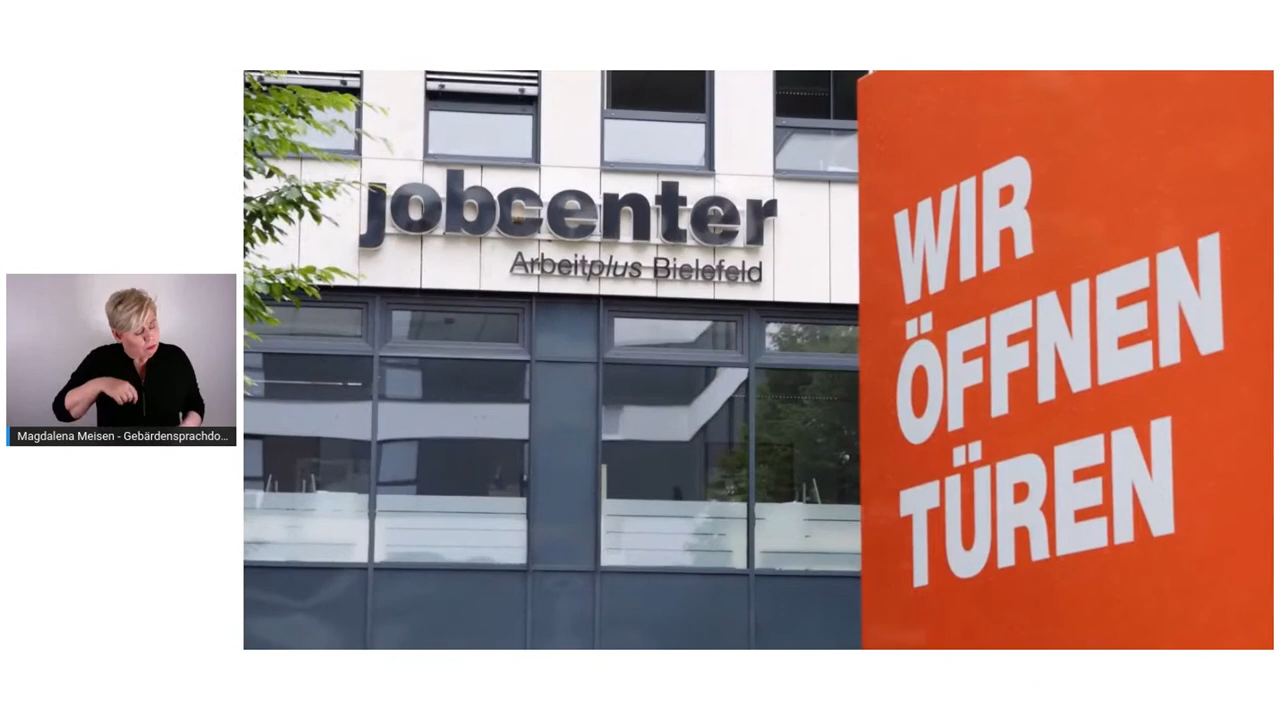 jobcenter
Arbeitplus Bielefeld
WIR
ÖFFNEN
TÜREN
Magdalena Meisen - Gebärdensprachdo...